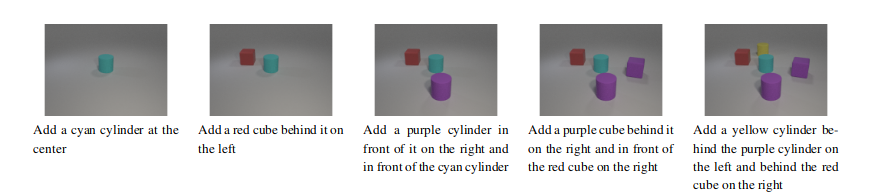 Add a cyan cylinder at the
center
Add a red cube behind it on
the left
Add a purple cylinder in
front of it on the right and
in front of the cyan cylinder
Add a purple cube behind it
on the right and in front of
the red cube on the right
Add a yellow cylinder be-
hind the purple cylinder on
the left and behind the red
cube on the right